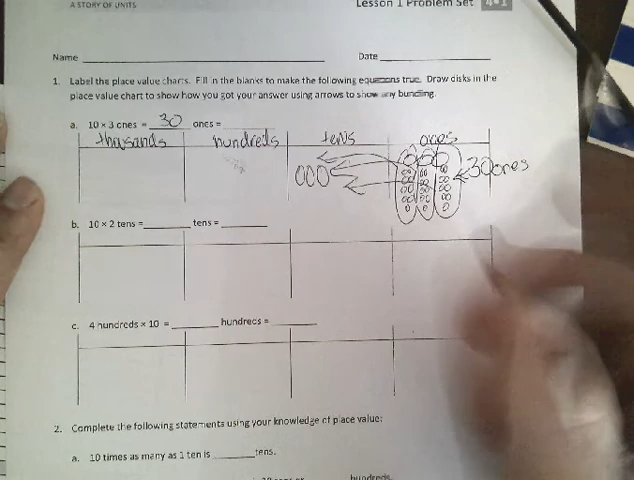 A STORY OF UNITS
Lesson 1 Problem Set 4•1
Name
Date
1. Label the place value charts. Fill in the blanks to make the following equations true. Draw disks in the
place value chart to show how you got your answer using arrows to show any bundling.
a. 10 × 3 ones = 30 ones =
thousands hundreds tens ones
30 ones
b. 10 × 2 tens = tens =
c. 4 hundreds × 10 = hundreds =
2. Complete the following statements using your knowledge of place value:
a. 10 times as many as 1 ten is tens.
hundreds